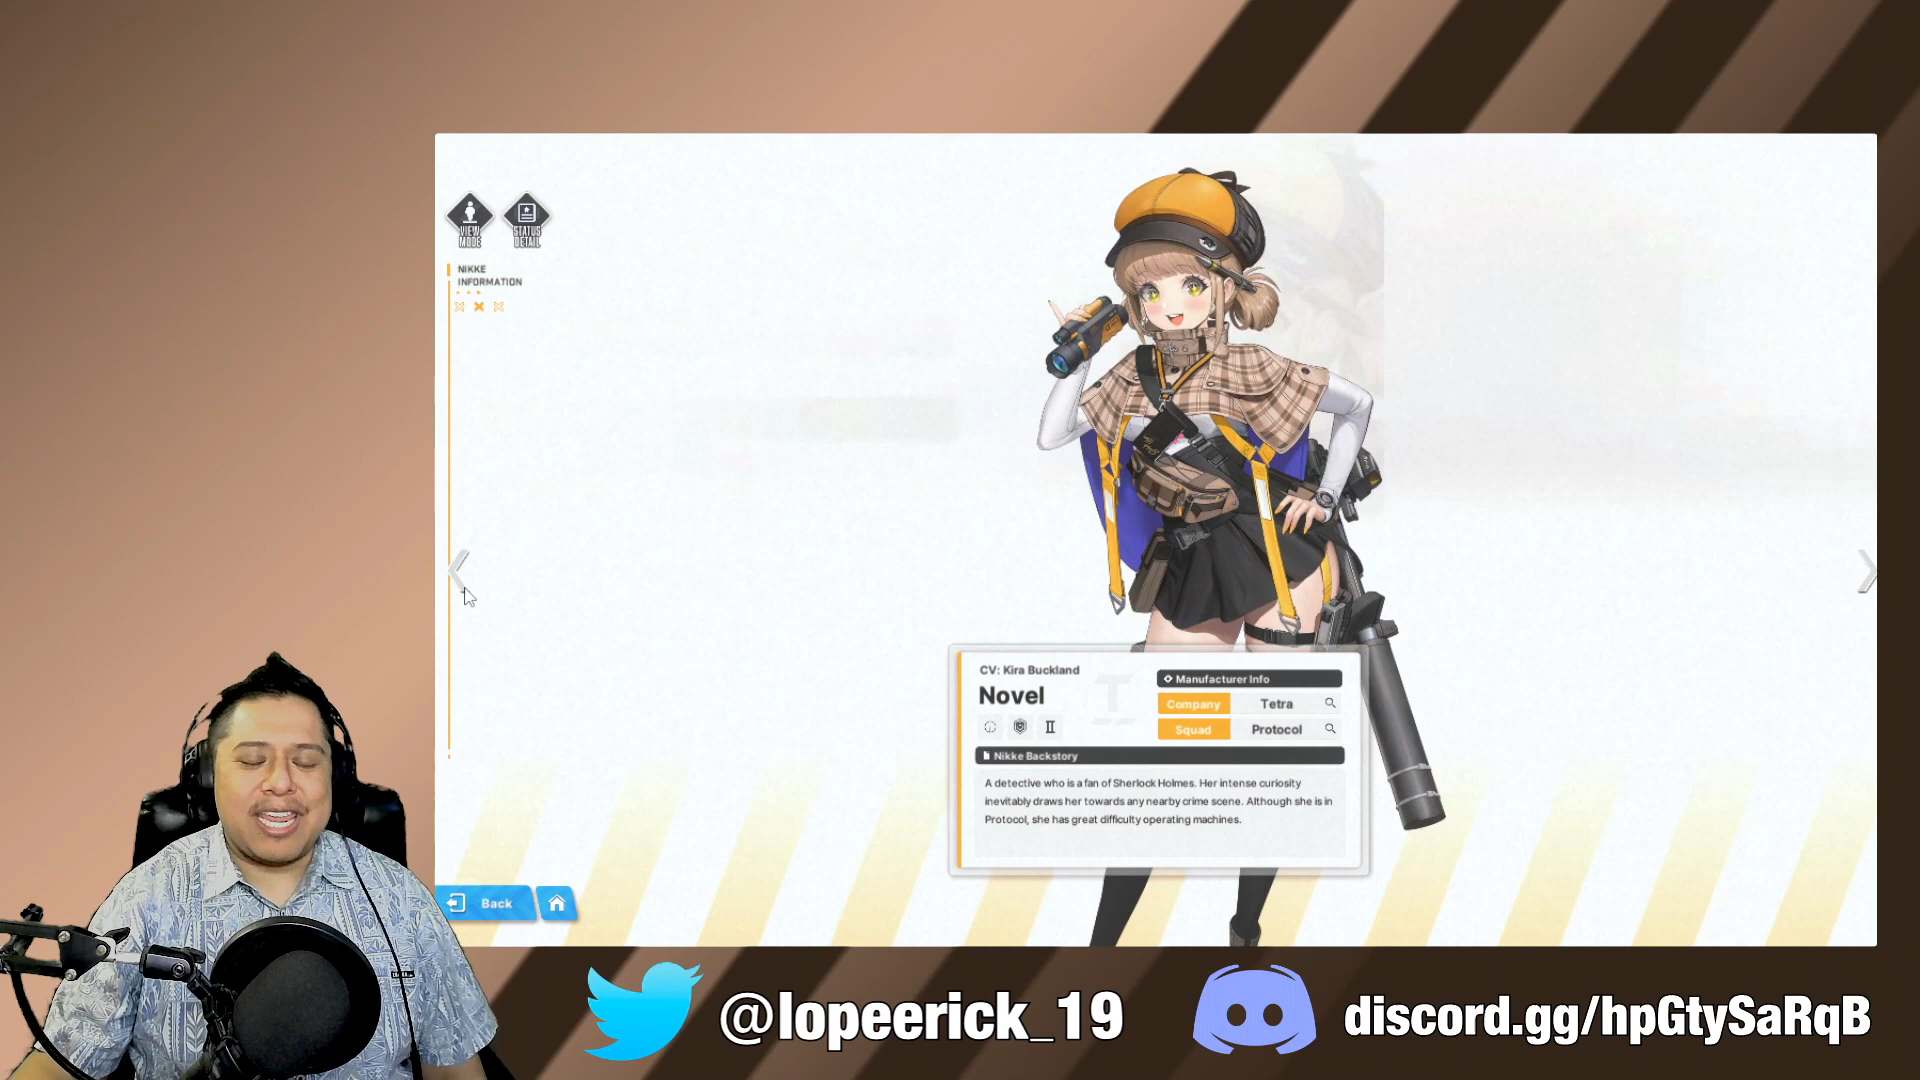 VIEW
MODE
STATUS
DETAIL
NIKKE
INFORMATION
CV: Kira Buckland
Novel
II
Manufacturer Info
Company Tetra
Squad Protocol
Nikke Backstory
A detective who is a fan of Sherlock Holmes. Her intense curiosity
inevitably draws her towards any nearby crime scene. Although she is in
Protocol, she has great difficulty operating machines.
Back
@lopeerick_19
discord.gg/hpGtySaRqB